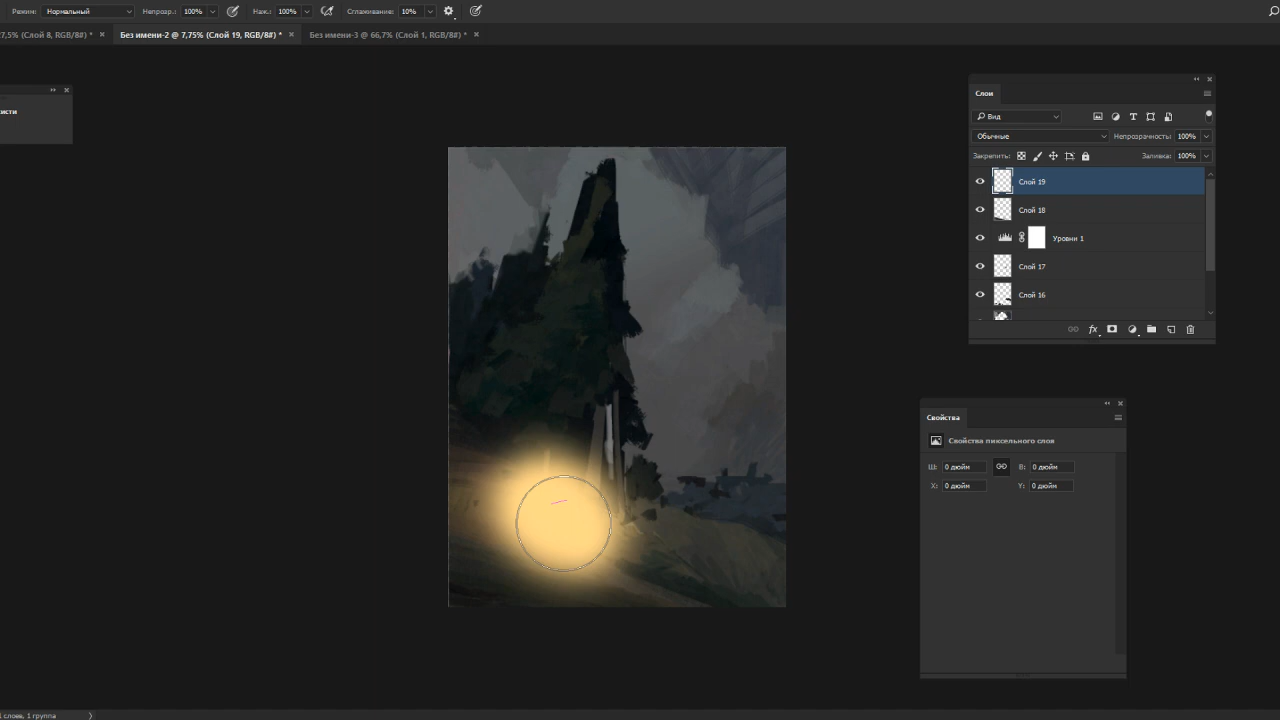 Режим: Нормальный Непрозр.: 100% Наж.: 100% Сглаживание: 10%
7,5% (Слой 8, RGB/8#) * Без имени-2 @ 7,75% (Слой 19, RGB/8#) * Без имени-3 @ 66,7% (Слой 1, RGB/8#) *
исти
Слои
Вид
Обычные Непрозрачность: 100%
Закрепить: Заливка: 100%
Слой 19
Слой 18
Уровни 1
Слой 17
Слой 16
fx
Свойства
Свойства пиксельного слоя
Ш: 0 дюйм В: 0 дюйм
X: 0 дюйм Y: 0 дюйм
слоев, 1 группа